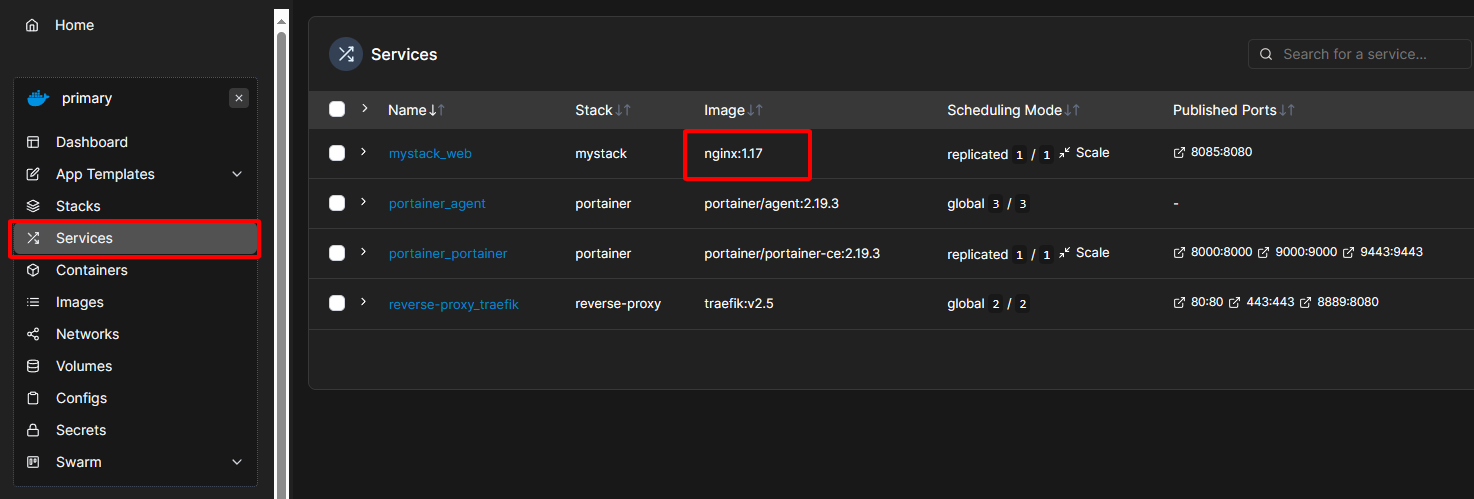 Home
primary
Dashboard
App Templates
Stacks
Services
Containers
Images
Networks
Volumes
Configs
Secrets
Swarm
Services
Search for a service...
Name Stack Image Scheduling Mode Published Ports
mystack_web mystack nginx:1.17 replicated 1 / 1 Scale 8085:8080
portainer_agent portainer portainer/agent:2.19.3 global 3 / 3 -
portainer_portainer portainer portainer/portainer-ce:2.19.3 replicated 1 / 1 Scale 8000:8000 9000:9000 9443:9443
reverse-proxy_traefik reverse-proxy traefik:v2.5 global 2 / 2 80:80 443:443 8889:8080